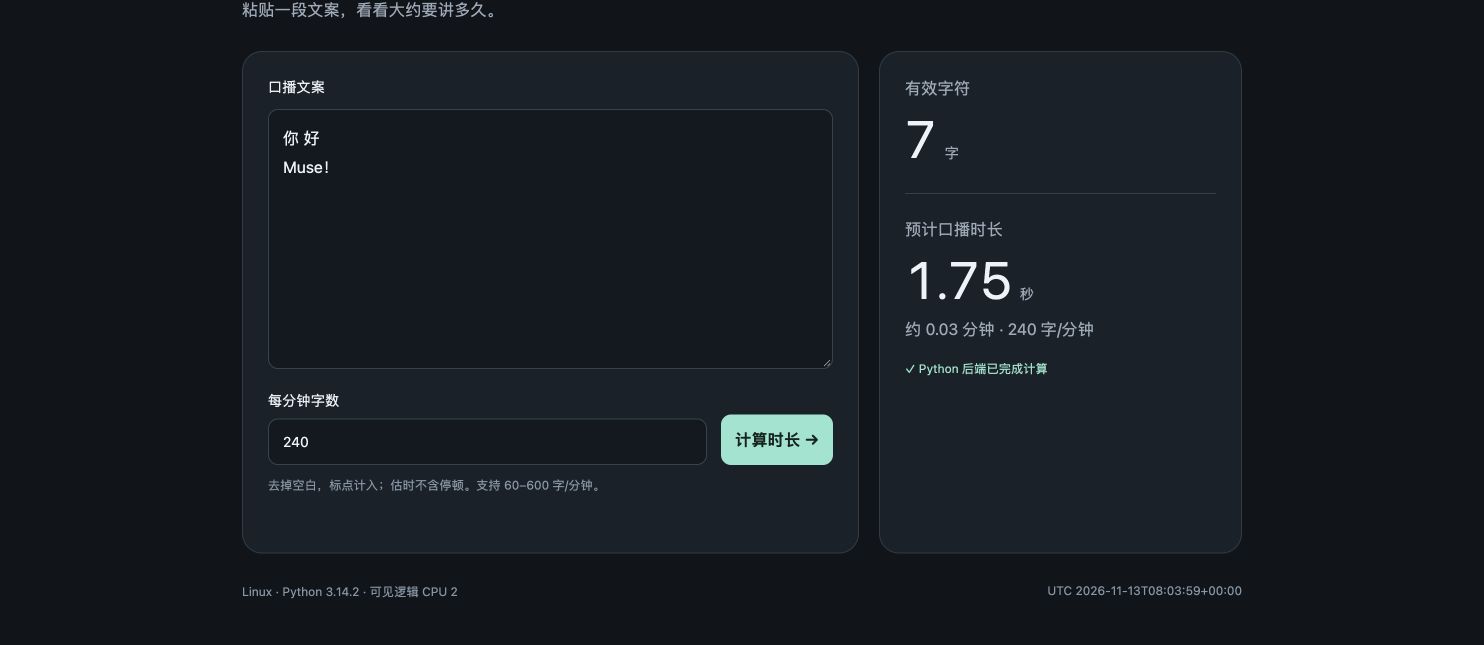 粘贴一段文案，看看大约要讲多久。
口播文案
你 好
Muse！
每分钟字数
240
计算时长 →
去掉空白，标点计入；估时不含停顿。支持 60–600 字/分钟。
有效字符
7 字
预计口播时长
1.75 秒
约 0.03 分钟 · 240 字/分钟
✓ Python 后端已完成计算
Linux · Python 3.14.2 · 可见逻辑 CPU 2
UTC 2026-11-13T08:03:59+00:00